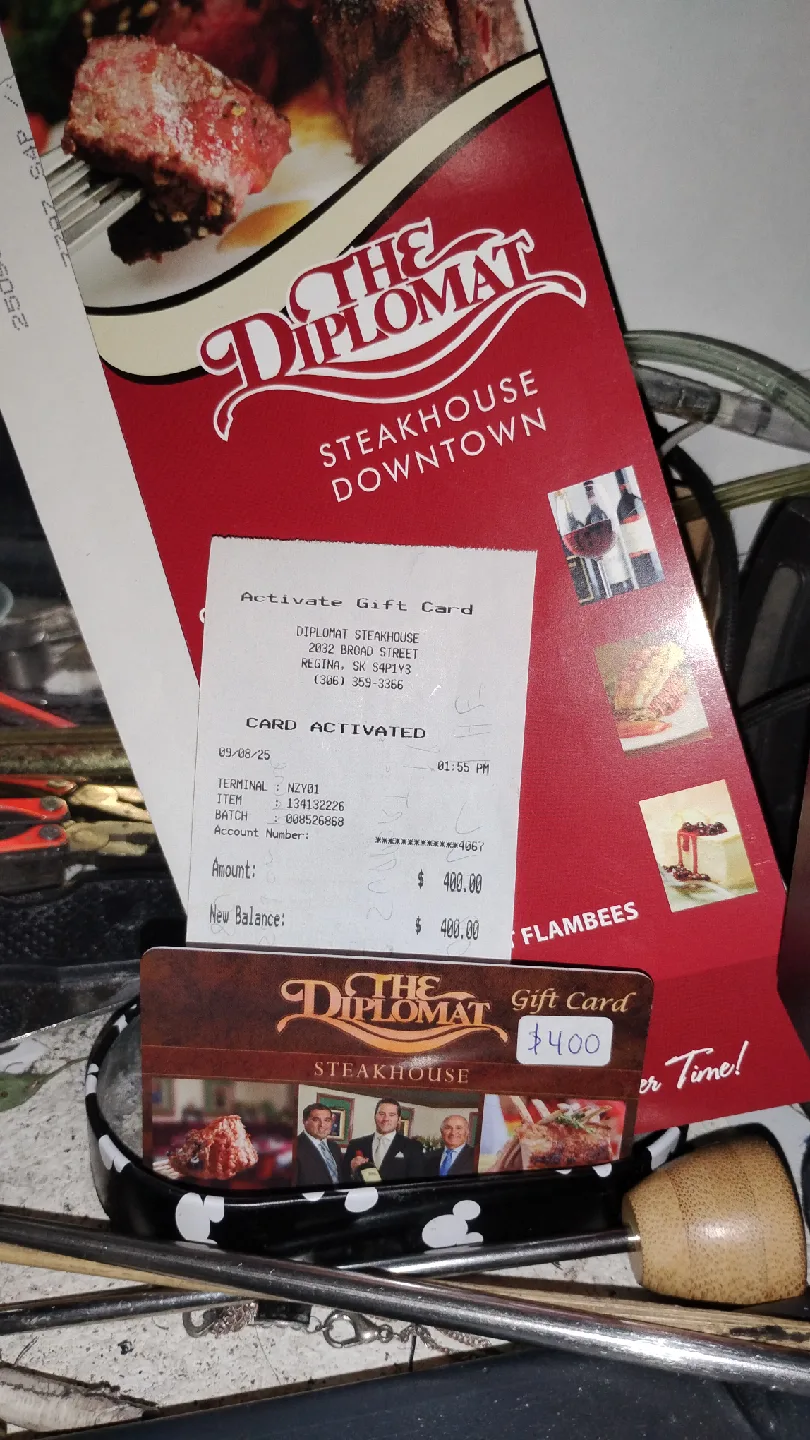 THE
DIPLOMAT
STEAKHOUSE
DOWNTOWN
Activate Gift Card
DIPLOMAT STEAKHOUSE
2032 BROAD STREET
REGINA, SK S4P1Y3
(306) 359-3366
CARD ACTIVATED
09/08/25 01:55 PM
TERMINAL : NZY01
ITEM : 134132226
BATCH : 008526868
Account Number:
************4067
Amount: $ 400.00
New Balance: $ 400.00
FLAMBEES
THE
DIPLOMAT
Gift Card
$400
STEAKHOUSE
Time!